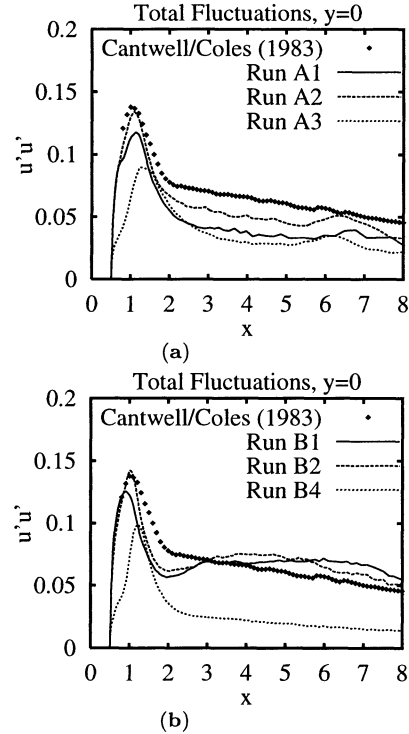 Total Fluctuations, y=0
0.2
0.15
0.1
0.05
0
u'u'
Cantwell/Coles (1983)
Run A1
Run A2
Run A3
0 1 2 3 4 5 6 7 8
x
(a)
Total Fluctuations, y=0
0.2
0.15
0.1
0.05
0
u'u'
Cantwell/Coles (1983)
Run B1
Run B2
Run B4
0 1 2 3 4 5 6 7 8
x
(b)